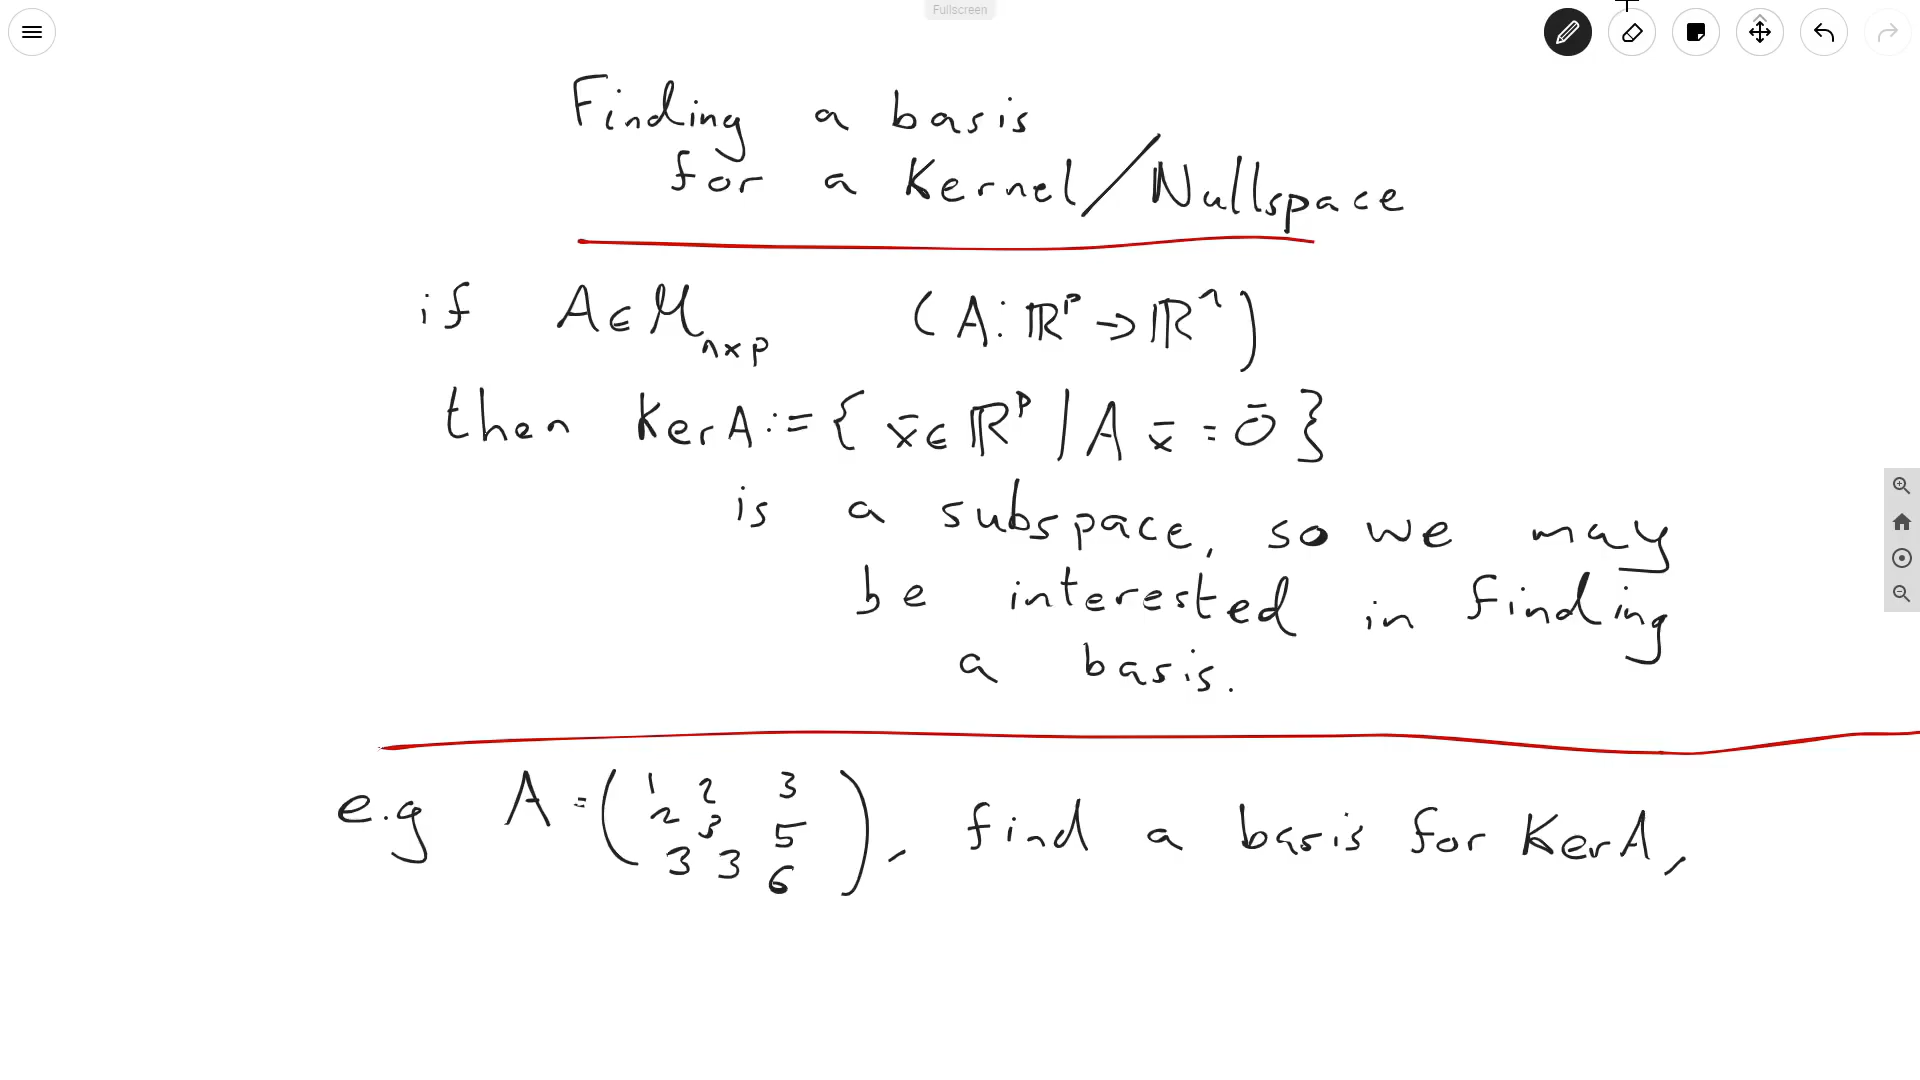 Fullscreen
Finding a basis
for a Kernel/Nullspace
if A∈M_{n×p} (A: ℝ^p → ℝ^n)
then KerA := { x̄ ∈ ℝ^p | A x̄ = ō }
is a subspace, so we may
be interested in finding
a basis.
e.g A = ( 1 2 3
2 3 5
3 3 6 ), find a basis for KerA,